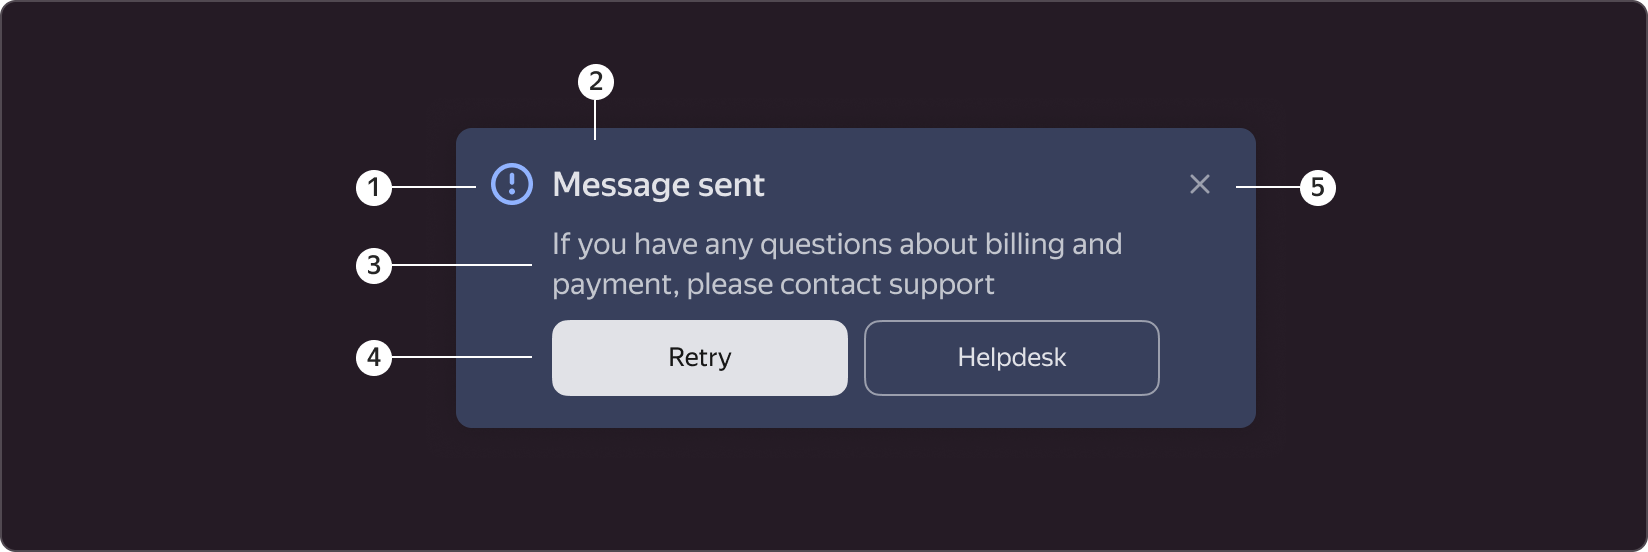 2
1
Message sent
5
If you have any questions about billing and
3
payment, please contact support
4
Retry
Helpdesk